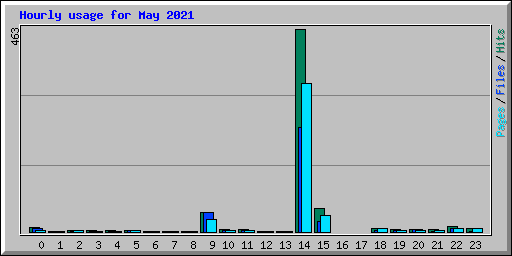 Hourly usage for May 2021
463
Pages/Files/Hits
0 1 2 3 4 5 6 7 8 9 10 11 12 13 14 15 16 17 18 19 20 21 22 23